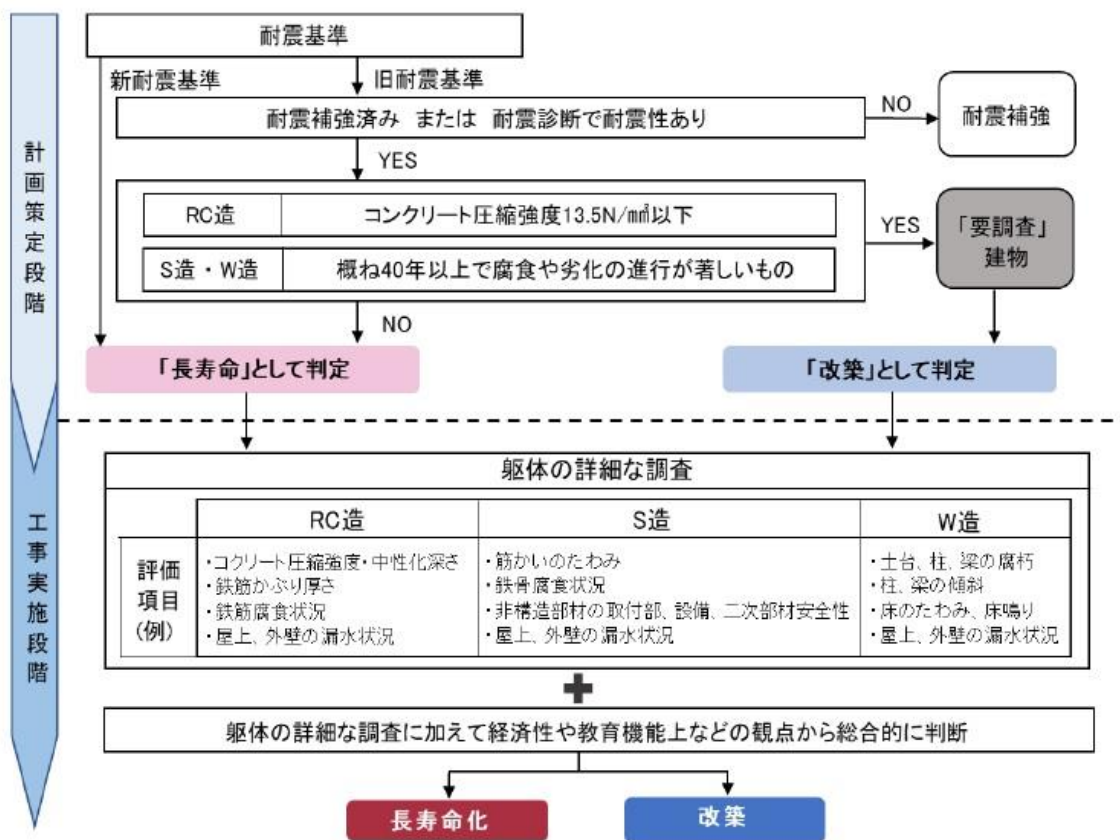 計画策定段階
耐震基準
新耐震基準
旧耐震基準
耐震補強済み または 耐震診断で耐震性あり
NO
耐震補強
YES
RC造
コンクリート圧縮強度13.5N/㎟以下
S造・W造
概ね40年以上で腐食や劣化の進行が著しいもの
YES
「要調査」
建物
NO
「長寿命」として判定
「改築」として判定
工事実施段階
躯体の詳細な調査
RC造
S造
W造
評価
項目
(例)
・コクリート圧縮強度・中性化深さ
・鉄筋かぶり厚さ
・鉄筋腐食状況
・屋上、外壁の漏水状況
・筋かいのたわみ
・鉄骨腐食状況
・非構造部材の取付部、設備、二次部材安全性
・屋上、外壁の漏水状況
・土台、柱、梁の腐朽
・柱、梁の傾斜
・床のたわみ、床鳴り
・屋上、外壁の漏水状況
躯体の詳細な調査に加えて経済性や教育機能上などの観点から総合的に判断
長寿命化
改築